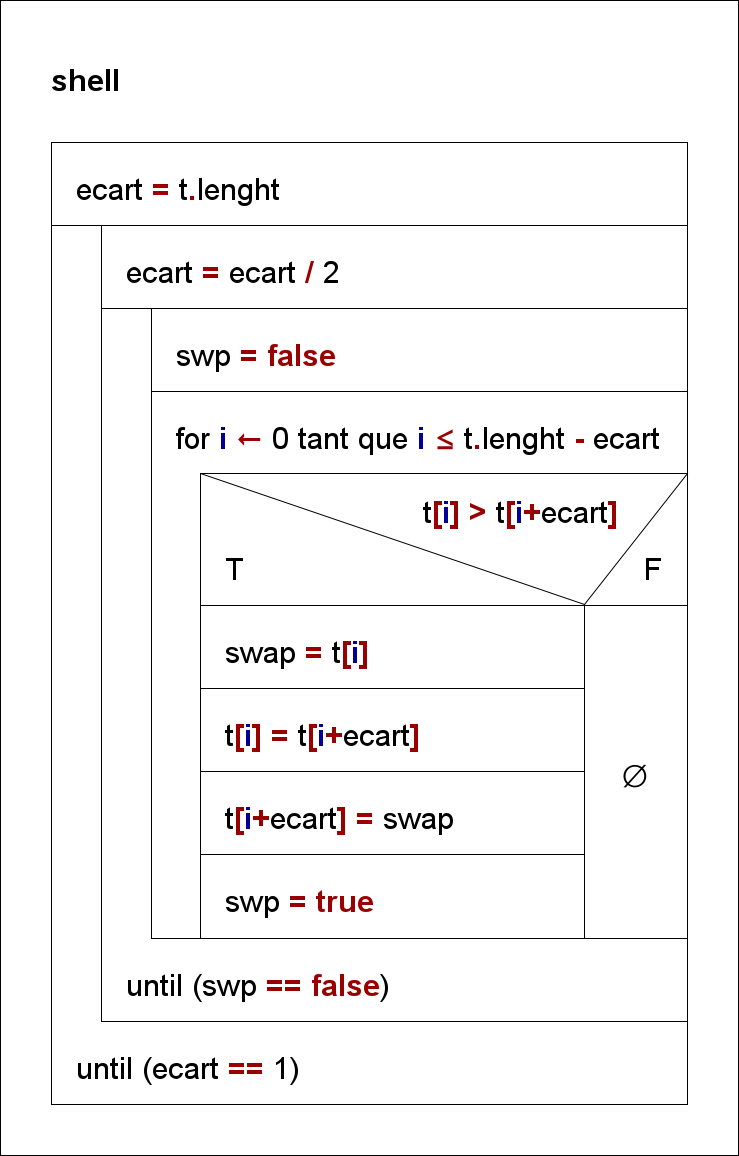 shell
ecart = t.lenght
ecart = ecart / 2
swp = false
for i ← 0 tant que i ≤ t.lenght - ecart
t[i] > t[i+ecart]
T
F
swap = t[i]
t[i] = t[i+ecart]
∅
t[i+ecart] = swap
swp = true
until (swp == false)
until (ecart == 1)